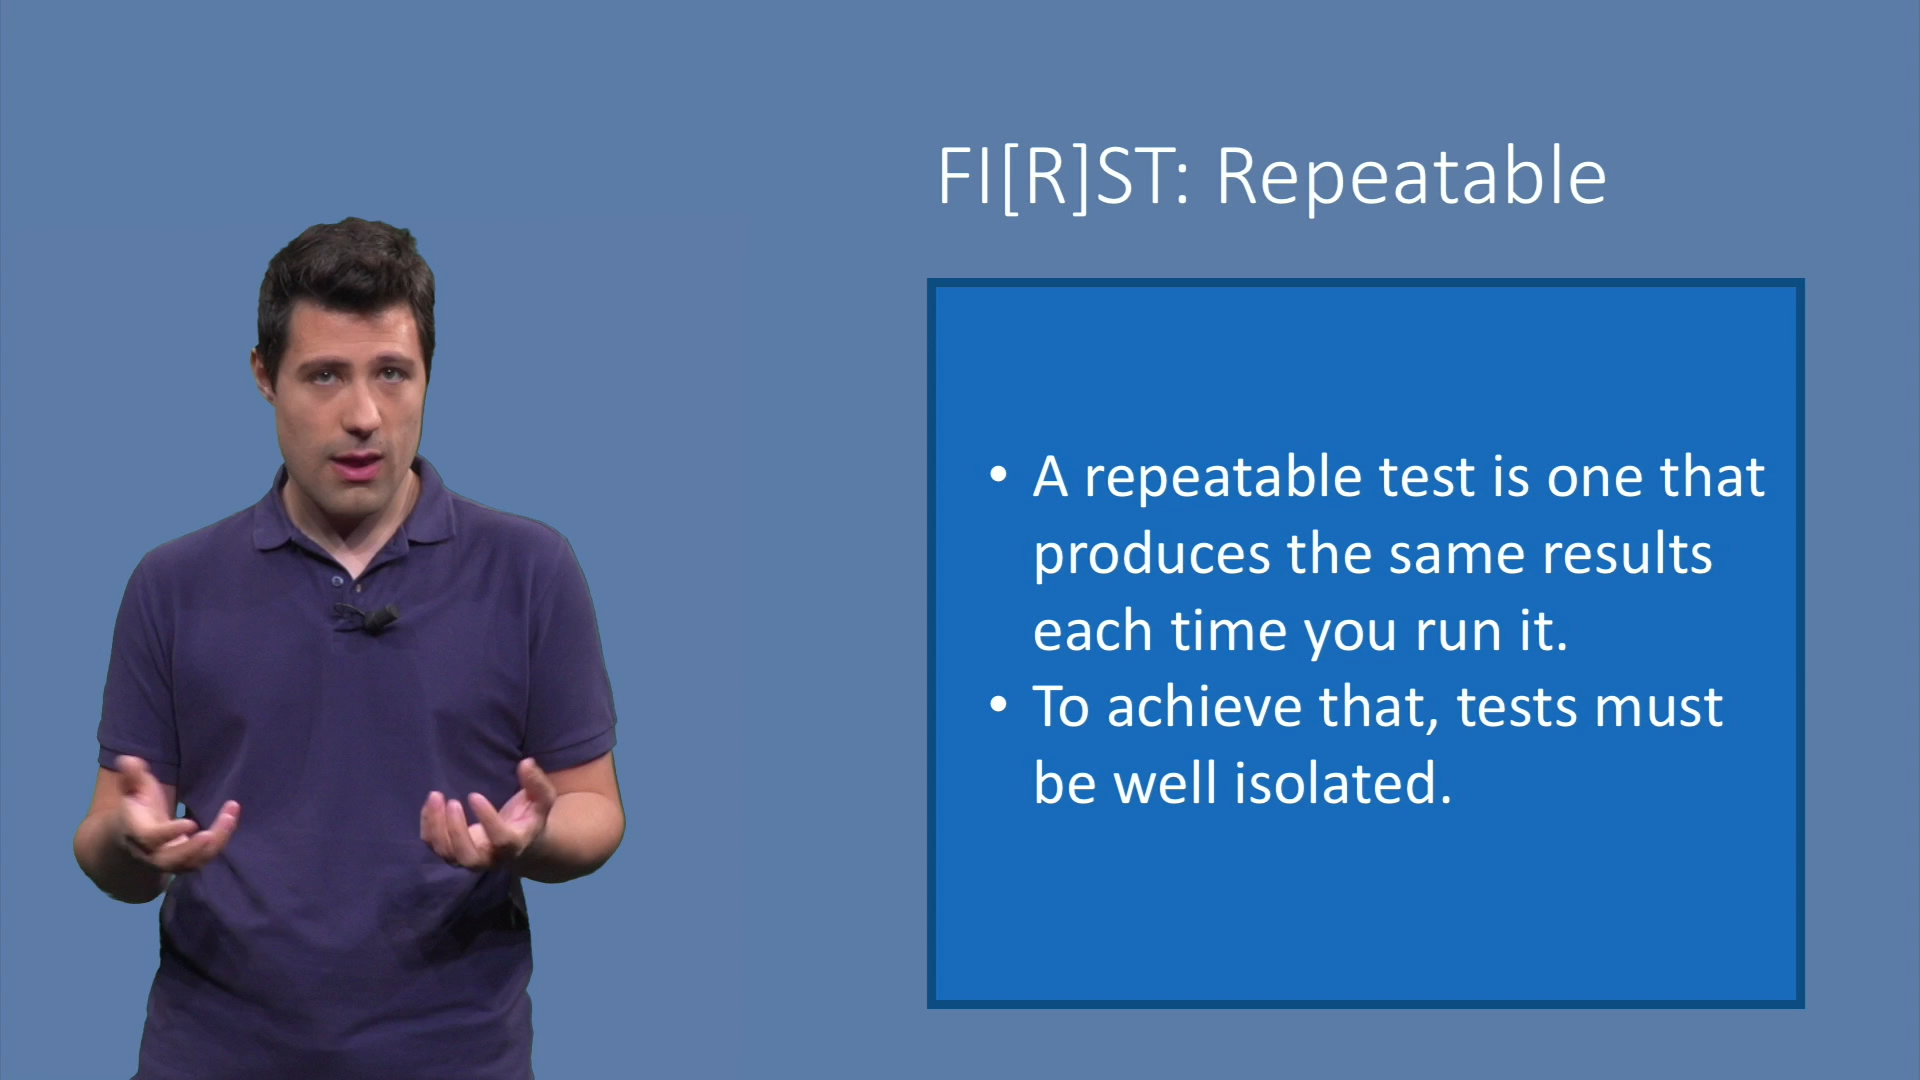 FI[R]ST: Repeatable
• A repeatable test is one that
produces the same results
each time you run it.
• To achieve that, tests must
be well isolated.